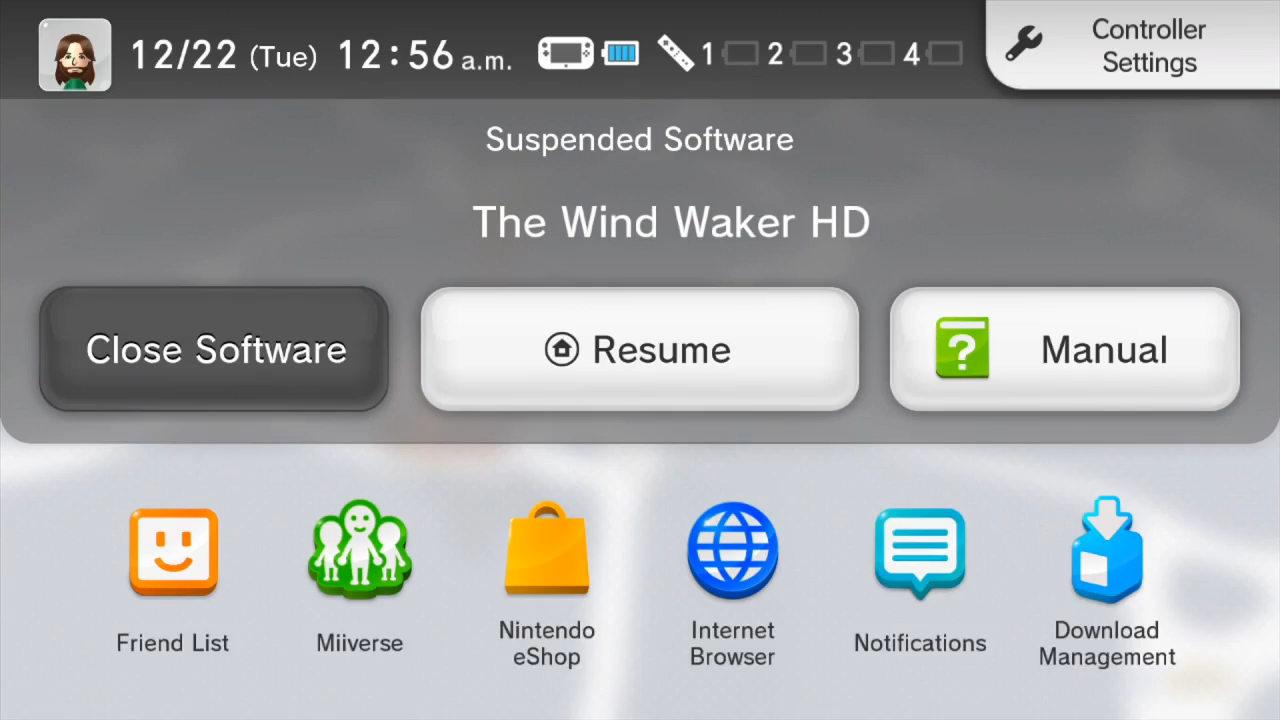 12/22 (Tue) 12:56 a.m. 1 2 3 4
Controller
Settings
Suspended Software
The Wind Waker HD
Close Software
Resume
? Manual
Friend List
Miiverse
Nintendo
eShop
Internet
Browser
Notifications
Download
Management